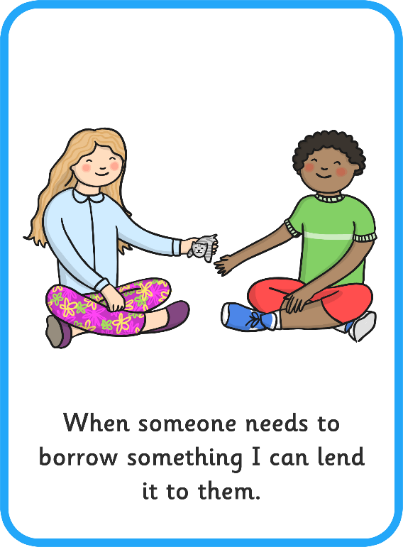 When someone needs to
borrow something I can lend
it to them.